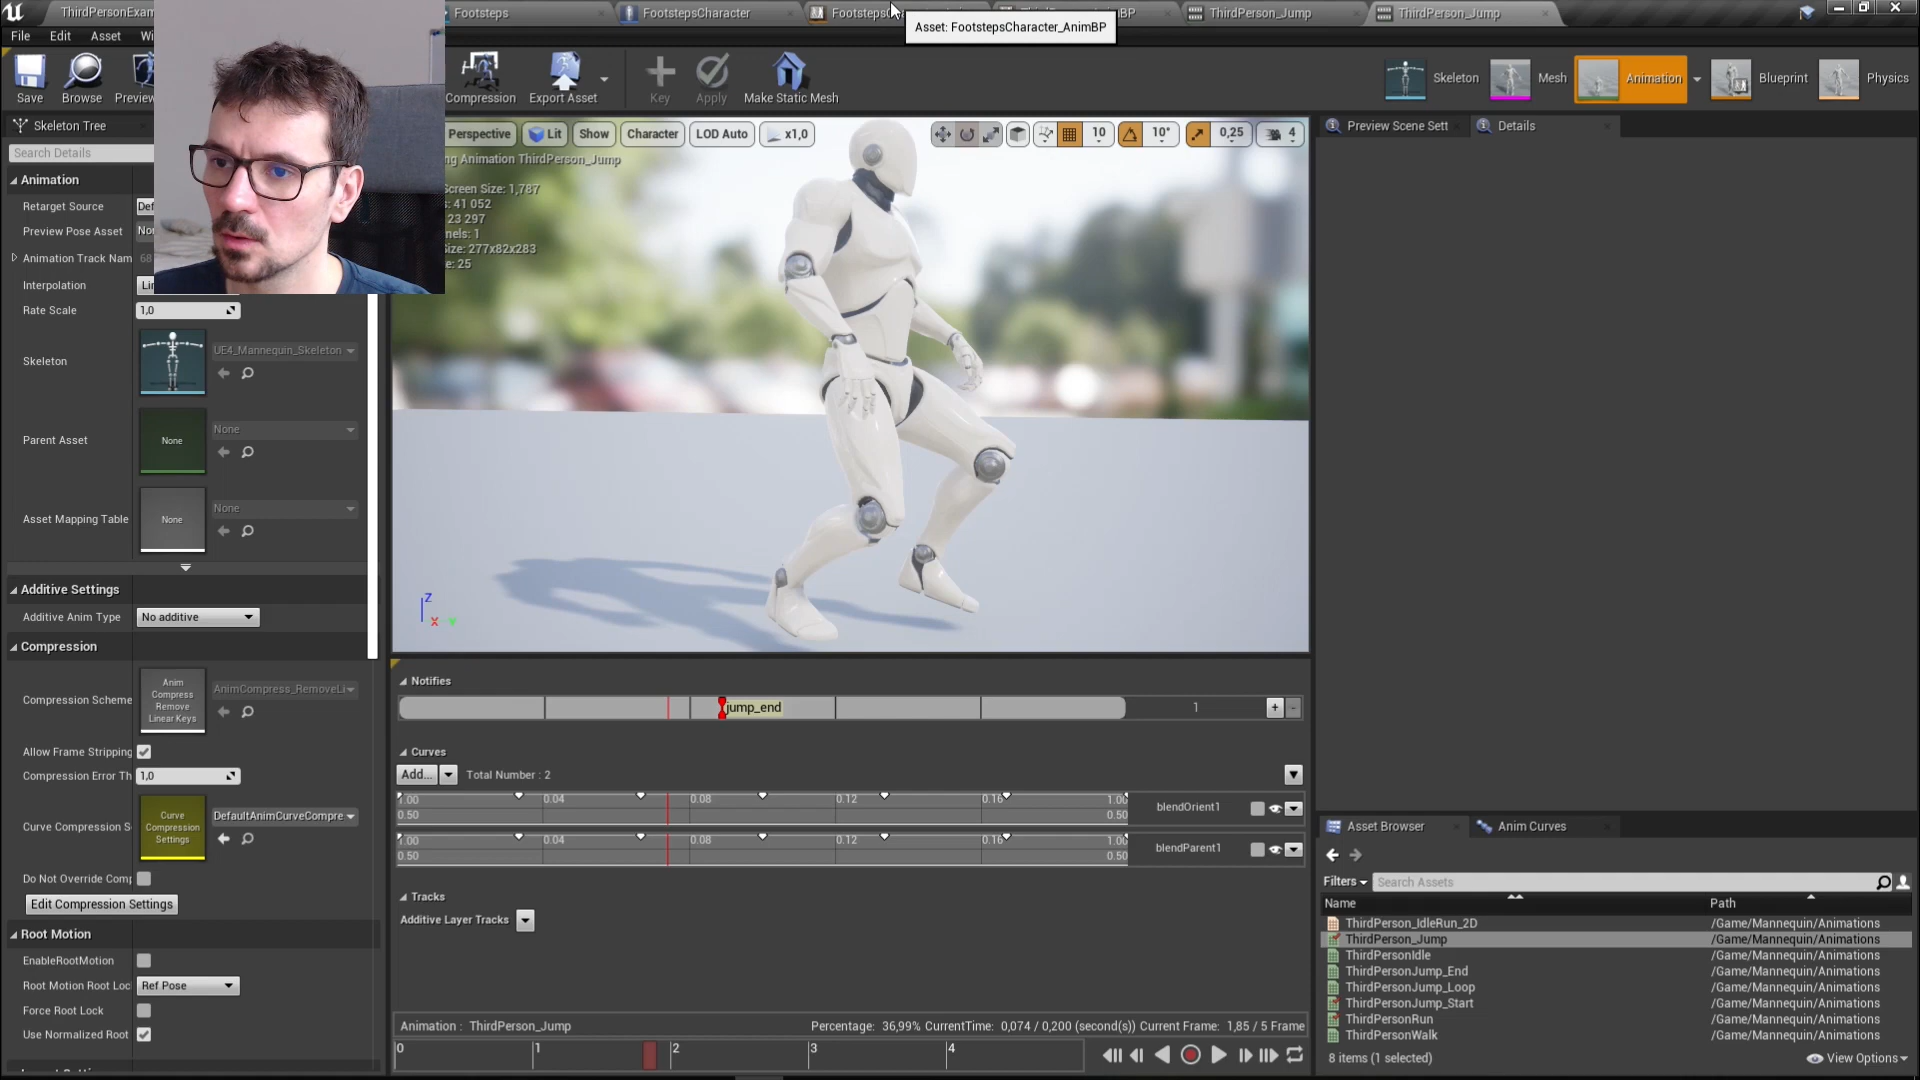 ThirdPersonExam
Footsteps
FootstepsCharacter
Footsteps
ThirdPerson_Jump
ThirdPerson_Jump
Asset: FootstepsCharacter_AnimBP
File
Edit
Asset
Save
Browse
Compression
Export Asset
Key
Apply
Make Static Mesh
Skeleton
Mesh
Animation
Blueprint
Physics
Skeleton Tree
Search Details
Perspective
Lit
Show
Character
LOD Auto
x1,0
10
10°
0,25
4
Preview Scene Sett
Details
ng Animation ThirdPerson_Jump
creen Size: 1,787
: 41 052
23 297
nels: 1
ize: 277x82x283
e: 25
Animation
Retarget Source
Def
Preview Pose Asset
Animation Track Nam
68
Interpolation
Rate Scale
1,0
Skeleton
UE4_Mannequin_Skeleton
Parent Asset
None
None
Asset Mapping Table
None
None
Additive Settings
Additive Anim Type
No additive
Compression
Compression Scheme
Anim
Compress
Remove
Linear Keys
AnimCompress_RemoveLi
Allow Frame Stripping
Compression Error Th
1,0
Curve Compression S
Curve
Compression
Settings
DefaultAnimCurveCompre
Do Not Override Comp
Edit Compression Settings
Root Motion
EnableRootMotion
Root Motion Root Loc
Ref Pose
Force Root Lock
Use Normalized Root
Notifies
jump_end
1
Curves
Add...
Total Number : 2
1.00
0.04
0.08
0.12
0.16
1.00
0.50
0.50
blendOrient1
1.00
0.04
0.08
0.12
0.16
1.00
0.50
0.50
blendParent1
Tracks
Additive Layer Tracks
Animation : ThirdPerson_Jump
Percentage: 36,99% CurrentTime: 0,074 / 0,200 (second(s)) Current Frame: 1,85 / 5 Frame
0
1
2
3
4
Asset Browser
Anim Curves
Filters
Search Assets
Name
Path
ThirdPerson_IdleRun_2D
/Game/Mannequin/Animations
ThirdPerson_Jump
/Game/Mannequin/Animations
ThirdPersonIdle
/Game/Mannequin/Animations
ThirdPersonJump_End
/Game/Mannequin/Animations
ThirdPersonJump_Loop
/Game/Mannequin/Animations
ThirdPersonJump_Start
/Game/Mannequin/Animations
ThirdPersonRun
/Game/Mannequin/Animations
ThirdPersonWalk
/Game/Mannequin/Animations
8 items (1 selected)
View Options